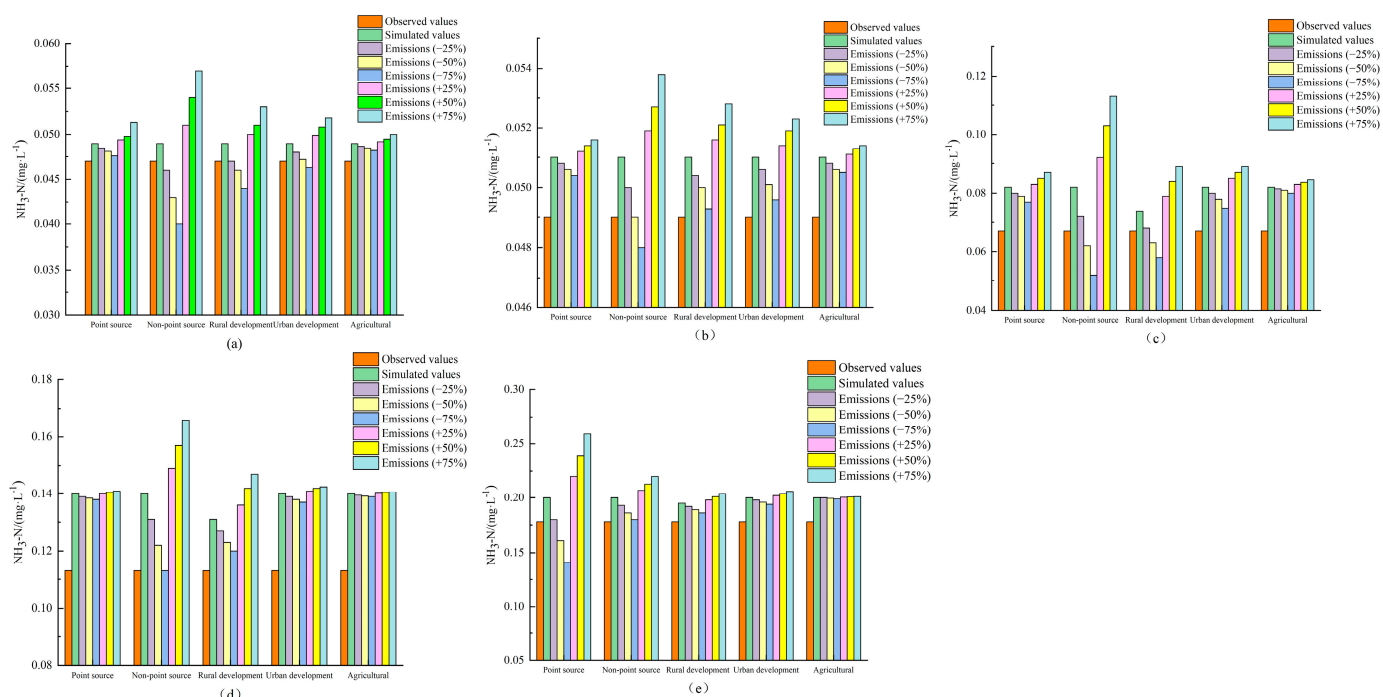 Observed values
Simulated values
Emissions (−25%)
Emissions (−50%)
Emissions (−75%)
Emissions (+25%)
Emissions (+50%)
Emissions (+75%)
NH3-N/(mg·L−1)
0.060
0.055
0.050
0.045
0.040
0.035
0.030
Point source
Non-point source
Rural development
Urban development
Agricultural
(a)
Observed values
Simulated values
Emissions (−25%)
Emissions (−50%)
Emissions (−75%)
Emissions (+25%)
Emissions (+50%)
Emissions (+75%)
NH3-N/(mg·L−1)
0.054
0.052
0.050
0.048
0.046
Point source
Non-point source
Rural development
Urban development
Agricultural
（b）
Observed values
Simulated values
Emissions (−25%)
Emissions (−50%)
Emissions (−75%)
Emissions (+25%)
Emissions (+50%)
Emissions (+75%)
NH3-N/(mg·L−1)
0.12
0.10
0.08
0.06
0.04
Point source
Non-point source
Rural development
Urban development
Agricultural
（c）
Observed values
Simulated values
Emissions (−25%)
Emissions (−50%)
Emissions (−75%)
Emissions (+25%)
Emissions (+50%)
Emissions (+75%)
NH3-N/(mg·L−1)
0.18
0.16
0.14
0.12
0.10
0.08
Point source
Non-point source
Rural development
Urban development
Agricultural
（d）
Observed values
Simulated values
Emissions (−25%)
Emissions (−50%)
Emissions (−75%)
Emissions (+25%)
Emissions (+50%)
Emissions (+75%)
NH3-N/(mg·L−1)
0.30
0.25
0.20
0.15
0.10
0.05
Point source
Non-point source
Rural development
Urban development
Agricultural
（e）